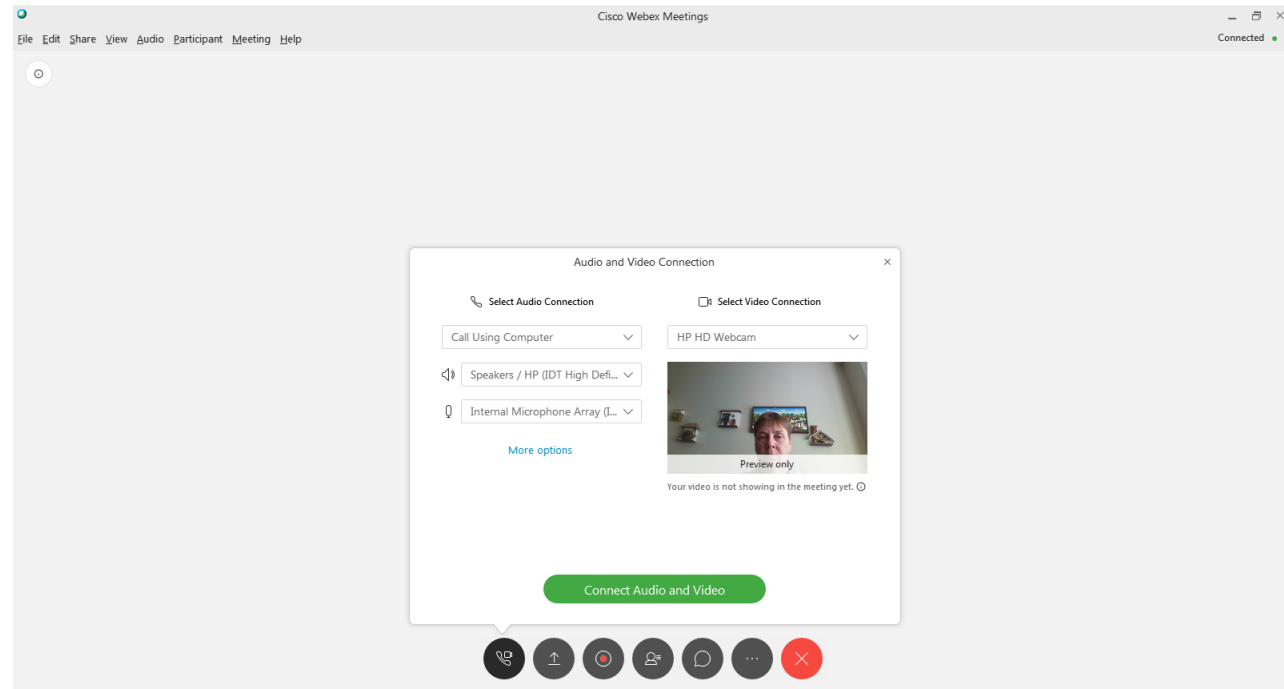 Cisco Webex Meetings
File Edit Share View Audio Participant Meeting Help
Connected
Audio and Video Connection
Select Audio Connection
Select Video Connection
Call Using Computer
HP HD Webcam
Speakers / HP (IDT High Defi...
Internal Microphone Array (I...
More options
Preview only
Your video is not showing in the meeting yet.
Connect Audio and Video